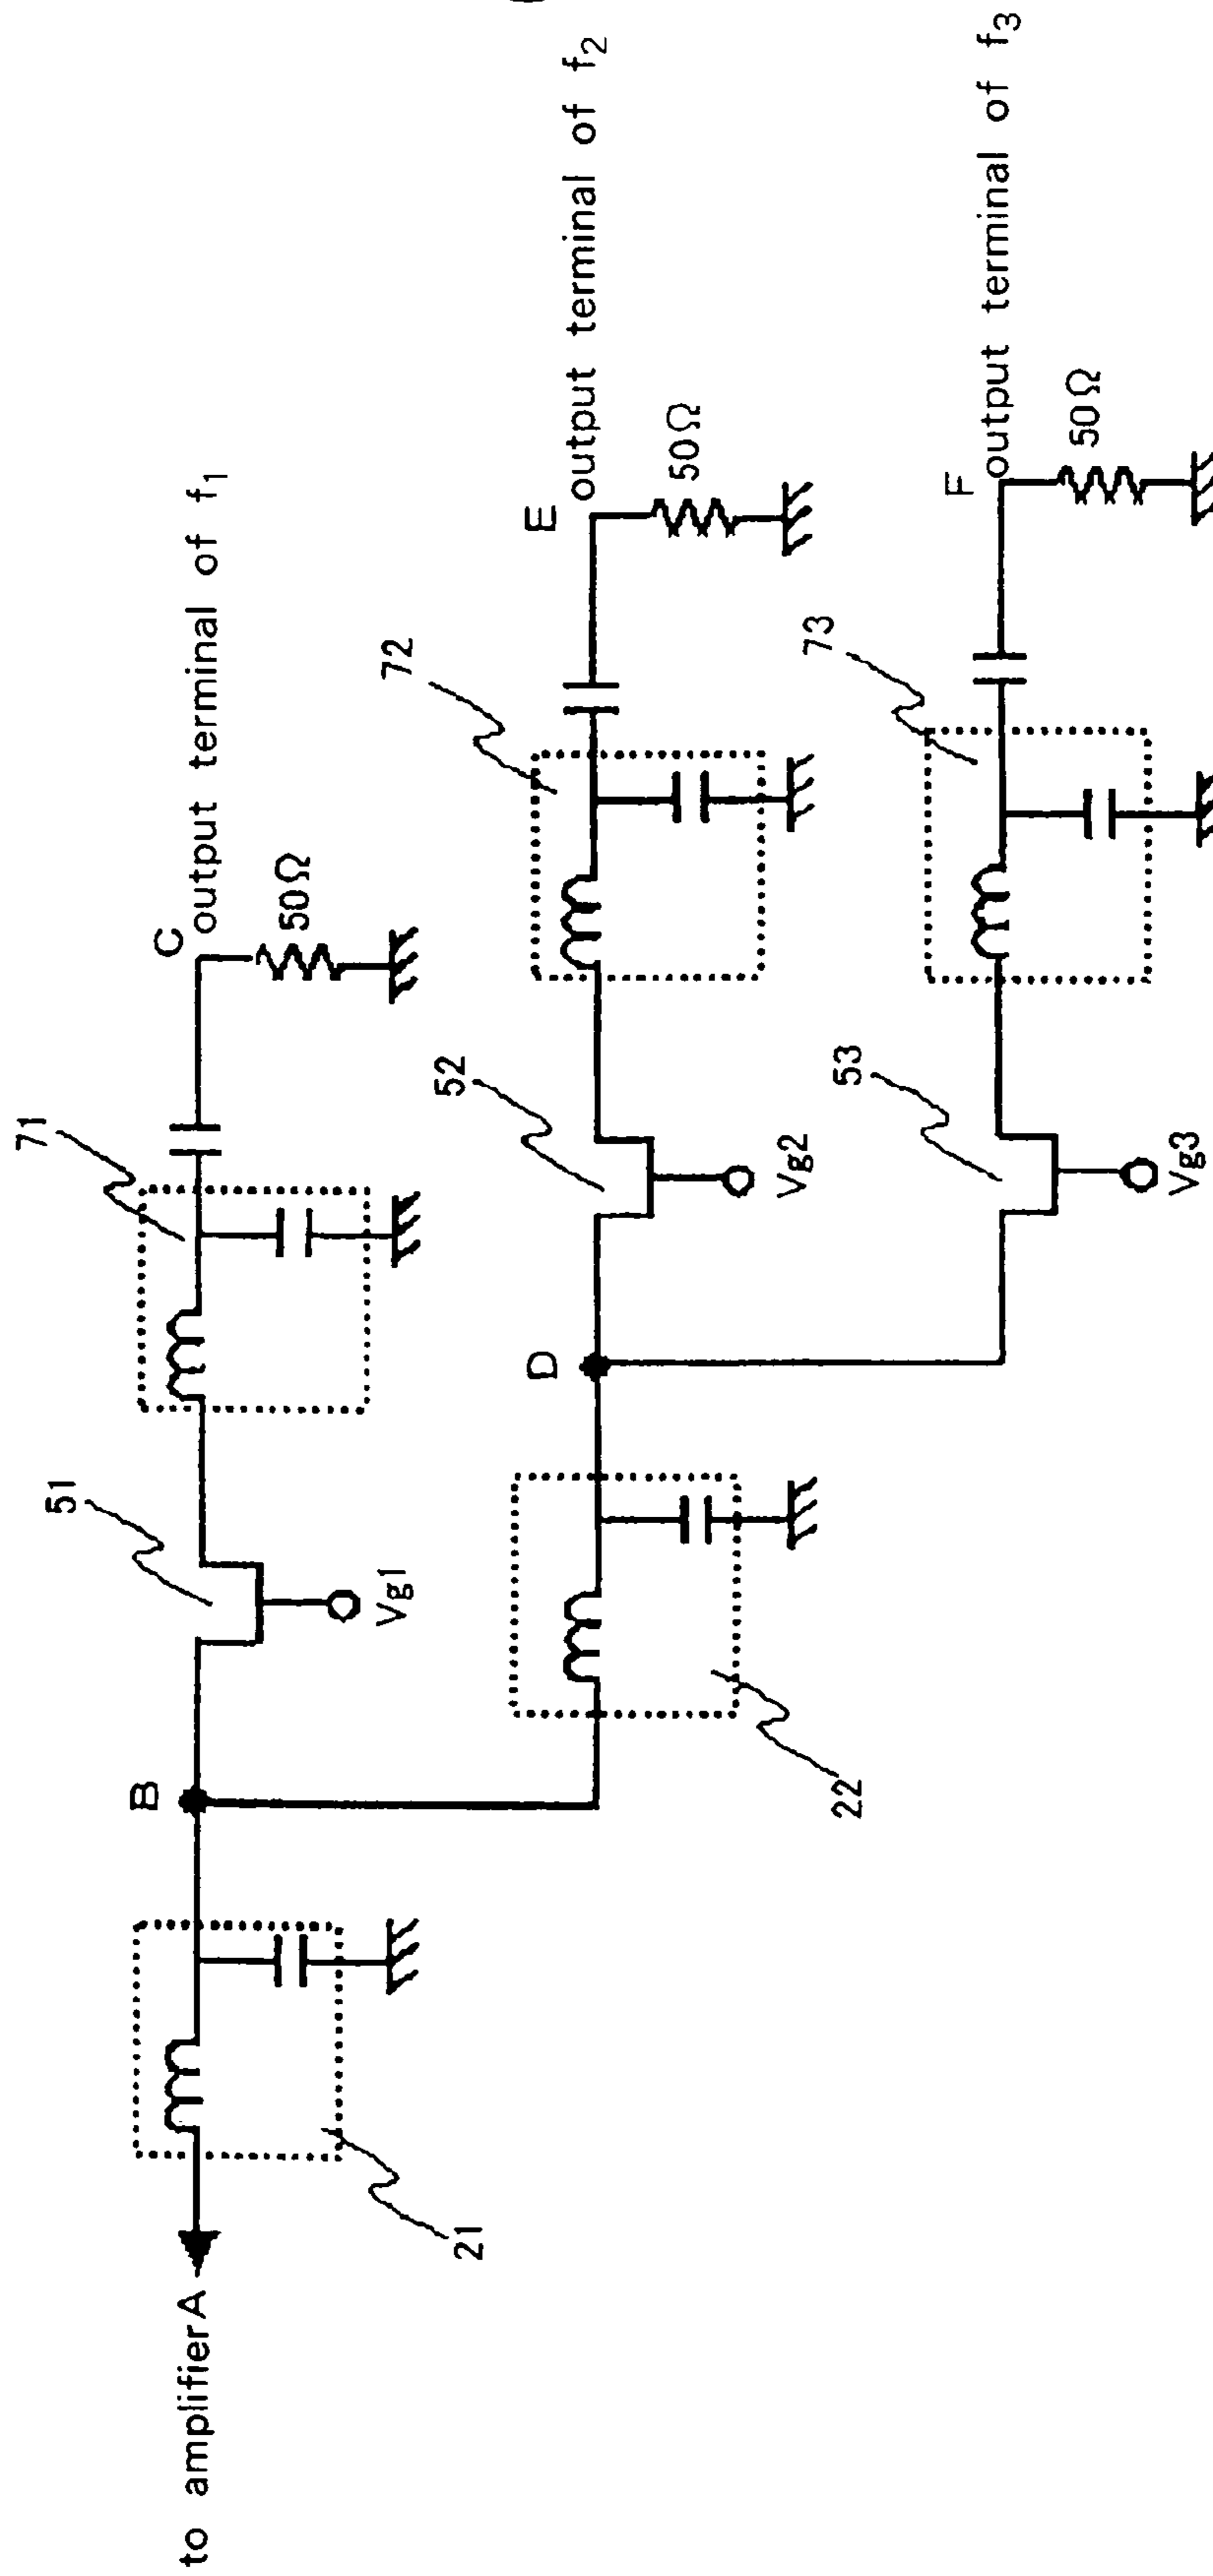 to amplifier A
21
B
51
Vg1
71
C
output terminal of f1
50Ω
22
D
52
Vg2
72
E
output terminal of f2
50Ω
53
Vg3
73
F
output terminal of f3
50Ω